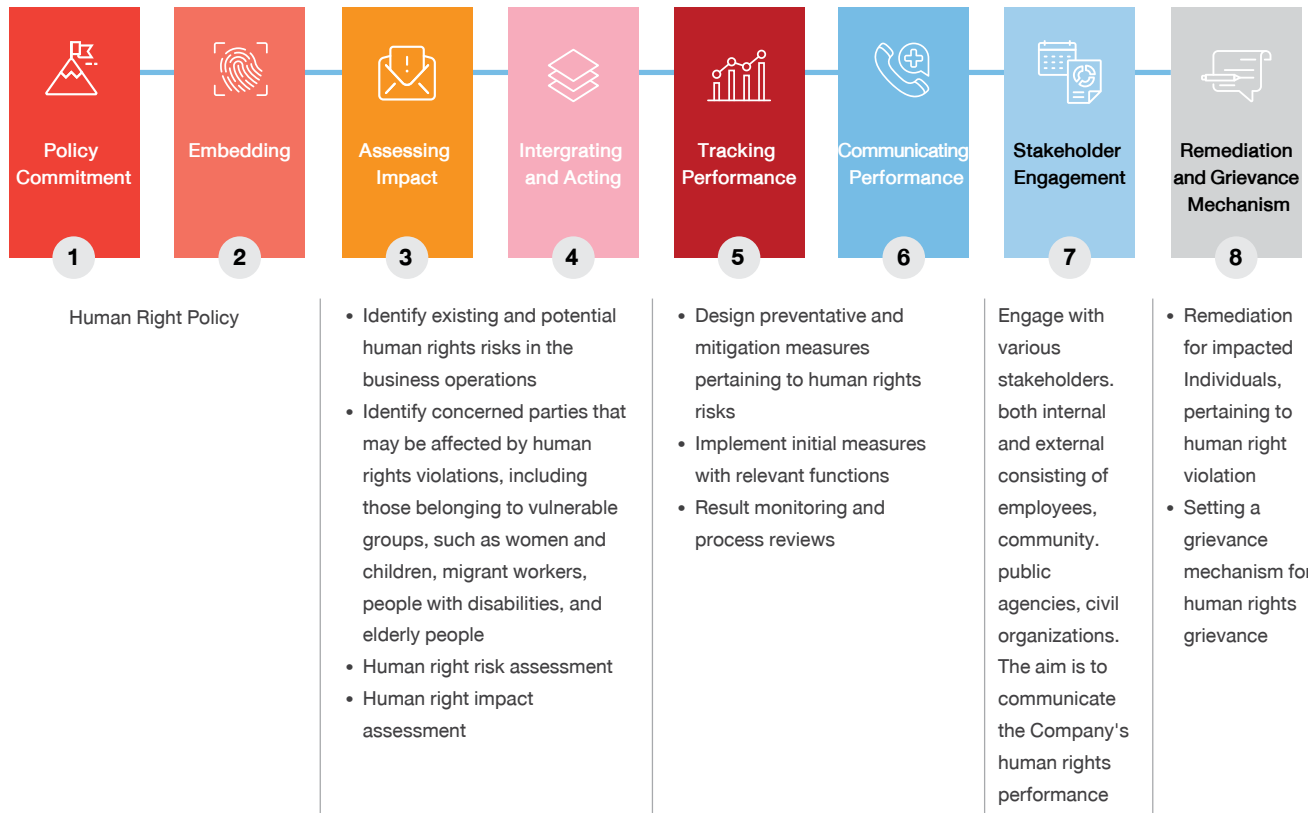 Policy
Commitment
Embedding
Assessing
Impact
Intergrating
and Acting
Tracking
Performance
Communicating
Performance
Stakeholder
Engagement
Remediation
and Grievance
Mechanism
1
2
3
4
5
6
7
8
Human Right Policy
• Identify existing and potential
human rights risks in the
business operations
• Identify concerned parties that
may be affected by human
rights violations, including
those belonging to vulnerable
groups, such as women and
children, migrant workers,
people with disabilities, and
elderly people
• Human right risk assessment
• Human right impact
assessment
• Design preventative and
mitigation measures
pertaining to human rights
risks
• Implement initial measures
with relevant functions
• Result monitoring and
process reviews
Engage with
various
stakeholders.
both internal
and external
consisting of
employees,
community.
public
agencies, civil
organizations.
The aim is to
communicate
the Company's
human rights
performance
• Remediation
for impacted
Individuals,
pertaining to
human right
violation
• Setting a
grievance
mechanism for
human rights
grievance